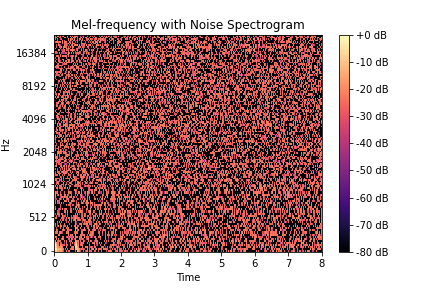 Mel-frequency with Noise Spectrogram
Hz
16384
8192
4096
2048
1024
512
0
0 1 2 3 4 5 6 7 8
Time
+0 dB
-10 dB
-20 dB
-30 dB
-40 dB
-50 dB
-60 dB
-70 dB
-80 dB